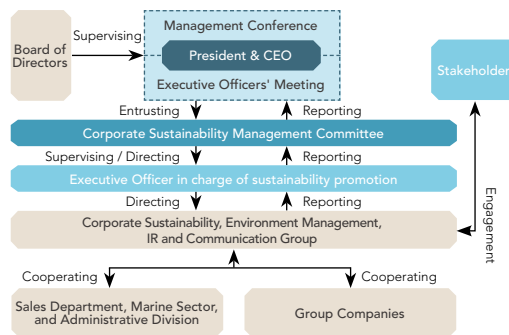 Board of
Directors
Supervising
Management Conference
President & CEO
Executive Officers' Meeting
Stakeholder
Entrusting
Reporting
Corporate Sustainability Management Committee
Supervising / Directing
Reporting
Executive Officer in charge of sustainability promotion
Directing
Reporting
Engagement
Corporate Sustainability, Environment Management,
IR and Communication Group
Cooperating
Cooperating
Sales Department, Marine Sector,
and Administrative Division
Group Companies